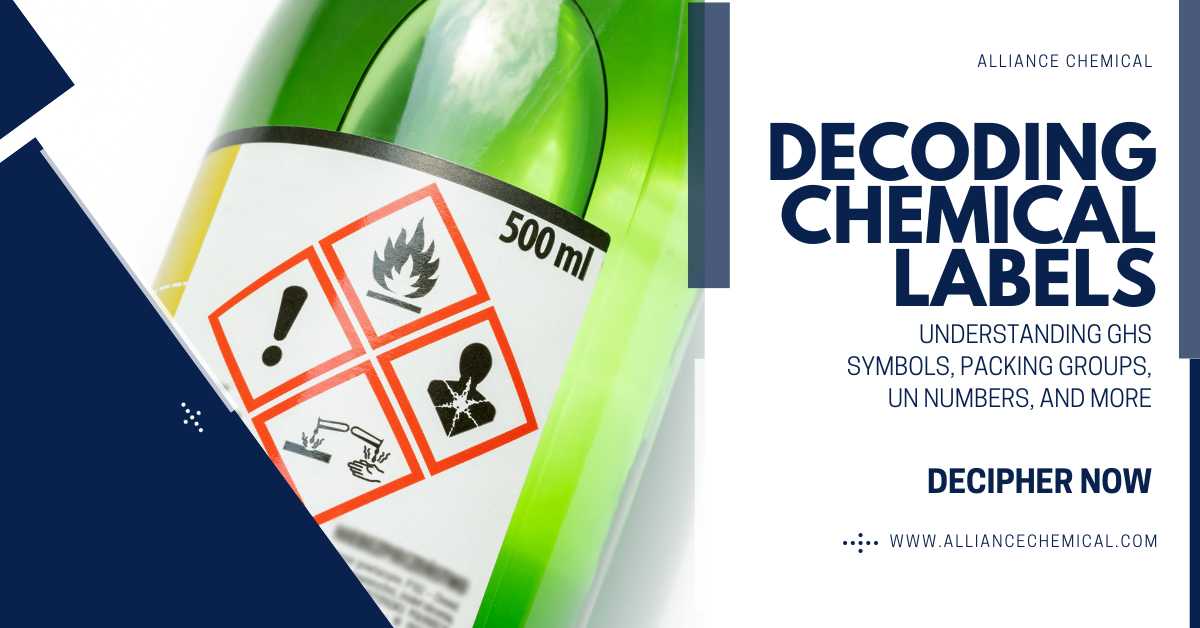 500 ml
ALLIANCE CHEMICAL
DECODING
CHEMICAL
LABELS
UNDERSTANDING GHS
SYMBOLS, PACKING GROUPS,
UN NUMBERS, AND MORE
DECIPHER NOW
WWW.ALLIANCECHEMICAL.COM